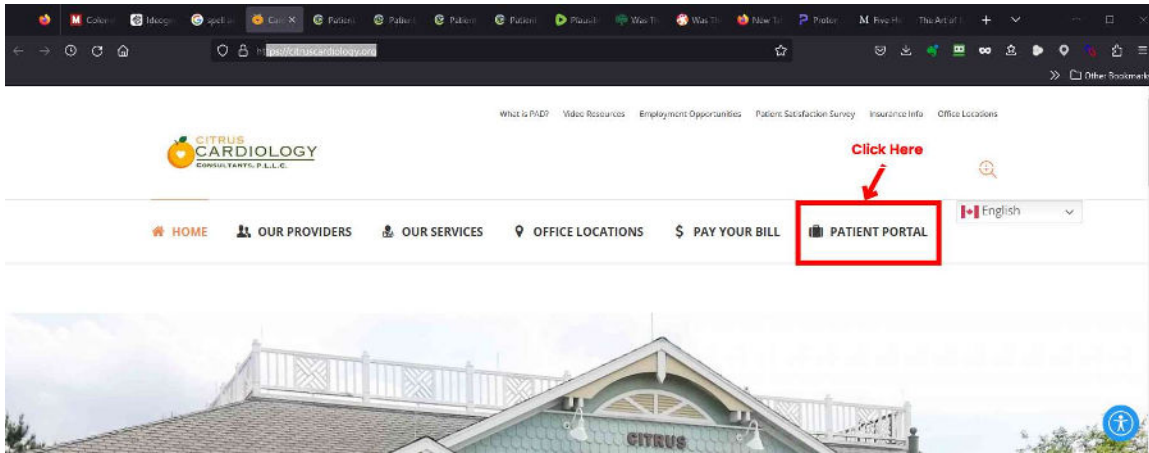 Colon
Ideogr
spell a
Car
Patient
Patient
Patient
Patient
Plausib
Was Th
Was Th
New Ta
Proton
Five H
The Art of
https://citruscardiology.org
Other Bookmarks
What is PAD? Video Resources Employment Opportunities Patient Satisfaction Survey Insurance Info Office Locations
CITRUS
CARDIOLOGY
CONSULTANTS, P.L.L.C.
Click Here
English
HOME OUR PROVIDERS OUR SERVICES OFFICE LOCATIONS $ PAY YOUR BILL PATIENT PORTAL
CITRUS